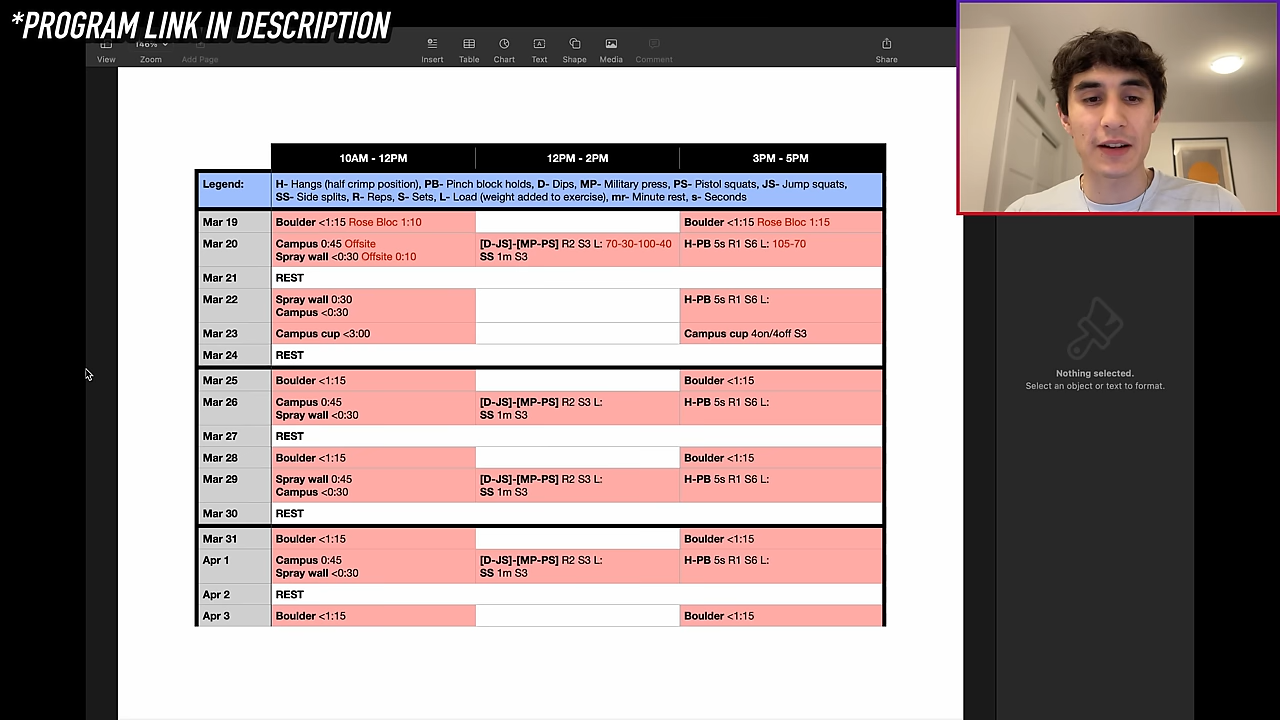 *PROGRAM LINK IN DESCRIPTION
View
146%
Zoom
Add Page
Insert
Table
Chart
Text
Shape
Media
Comment
Share
10AM - 12PM
12PM - 2PM
3PM - 5PM
Legend:
H- Hangs (half crimp position), PB- Pinch block holds, D- Dips, MP- Military press, PS- Pistol squats, JS- Jump squats,
SS- Side splits, R- Reps, S- Sets, L- Load (weight added to exercise), mr- Minute rest, s- Seconds
Mar 19
Boulder <1:15 Rose Bloc 1:10
Boulder <1:15 Rose Bloc 1:15
Mar 20
Campus 0:45 Offsite
Spray wall <0:30 Offsite 0:10
[D-JS]-[MP-PS] R2 S3 L: 70-30-100-40
SS 1m S3
H-PB 5s R1 S6 L: 105-70
Mar 21
REST
Mar 22
Spray wall 0:30
Campus <0:30
H-PB 5s R1 S6 L:
Mar 23
Campus cup <3:00
Campus cup 4on/4off S3
Mar 24
REST
Mar 25
Boulder <1:15
Boulder <1:15
Mar 26
Campus 0:45
Spray wall <0:30
[D-JS]-[MP-PS] R2 S3 L:
SS 1m S3
H-PB 5s R1 S6 L:
Mar 27
REST
Mar 28
Boulder <1:15
Boulder <1:15
Mar 29
Spray wall 0:45
Campus <0:30
[D-JS]-[MP-PS] R2 S3 L:
SS 1m S3
H-PB 5s R1 S6 L:
Mar 30
REST
Mar 31
Boulder <1:15
Boulder <1:15
Apr 1
Campus 0:45
Spray wall <0:30
[D-JS]-[MP-PS] R2 S3 L:
SS 1m S3
H-PB 5s R1 S6 L:
Apr 2
REST
Apr 3
Boulder <1:15
Boulder <1:15
Nothing selected.
Select an object or text to format.